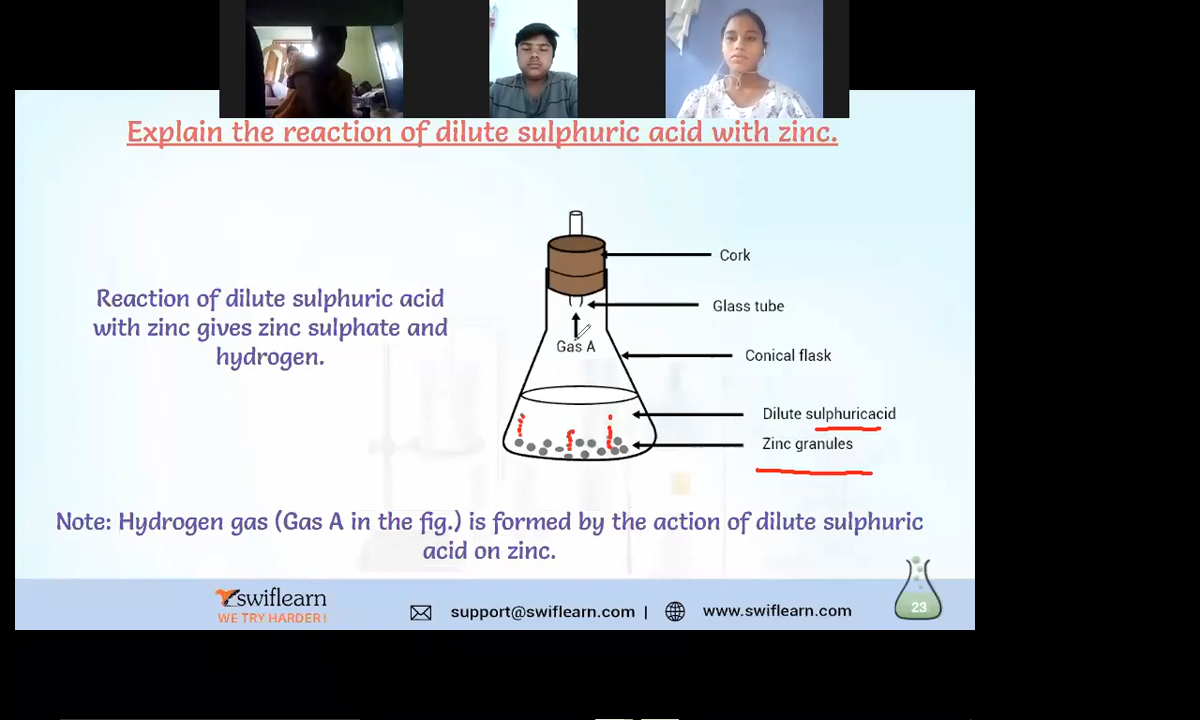 Explain the reaction of dilute sulphuric acid with zinc.
Cork
Reaction of dilute sulphuric acid
with zinc gives zinc sulphate and
hydrogen.
Glass tube
Gas A
Conical flask
Dilute sulphuricacid
Zinc granules
Note: Hydrogen gas (Gas A in the fig.) is formed by the action of dilute sulphuric
acid on zinc.
swiflearn
WE TRY HARDER!
support@swiflearn.com |
www.swiflearn.com
23